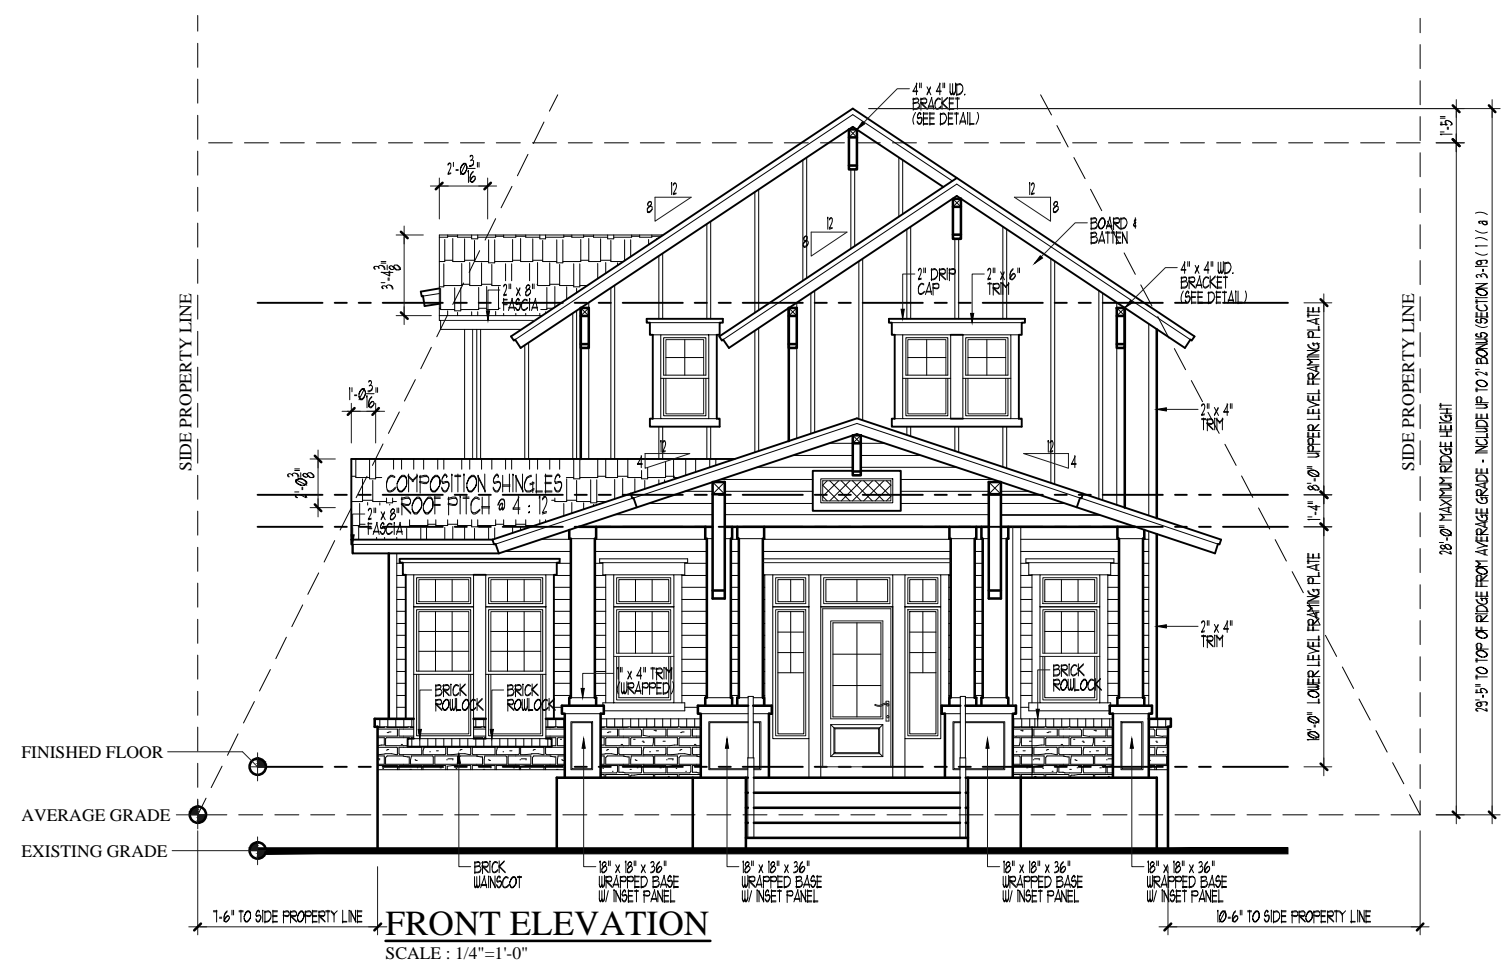 4" x 4" WD.
BRACKET
(SEE DETAIL)
1'-5"
2'-0 3/16"
12
8
12
8
12
8
BOARD &
BATTEN
3'-4 3/8"
2" x 8"
FASCIA
2" DRIP
CAP
2" x 6"
TRIM
4" x 4" WD.
BRACKET
(SEE DETAIL)
SIDE PROPERTY LINE
SIDE PROPERTY LINE
8'-0" UPPER LEVEL FRAMING PLATE
28'-0" MAXIMUM RIDGE HEIGHT
29'-5" TO TOP OF RIDGE FROM AVERAGE GRADE - INCLUDE UP TO 2' BONUS (SECTION 3-19 ( 1 ) ( a )
1'-0 3/16"
2" x 4"
TRIM
12
4
12
4
2'-0 3/8"
COMPOSITION SHINGLES
ROOF PITCH @ 4 : 12
2" x 8"
FASCIA
1'-4"
10'-0" LOWER LEVEL FRAMING PLATE
2" x 4"
TRIM
1" x 4" TRIM
(WRAPPED)
BRICK
ROWLOCK
BRICK
ROWLOCK
BRICK
ROWLOCK
FINISHED FLOOR
AVERAGE GRADE
EXISTING GRADE
BRICK
WAINSCOT
18" x 18" x 36"
WRAPPED BASE
W/ INSET PANEL
18" x 18" x 36"
WRAPPED BASE
W/ INSET PANEL
18" x 18" x 36"
WRAPPED BASE
W/ INSET PANEL
18" x 18" x 36"
WRAPPED BASE
W/ INSET PANEL
7-6" TO SIDE PROPERTY LINE
10-6" TO SIDE PROPERTY LINE
FRONT ELEVATION
SCALE : 1/4"=1'-0"